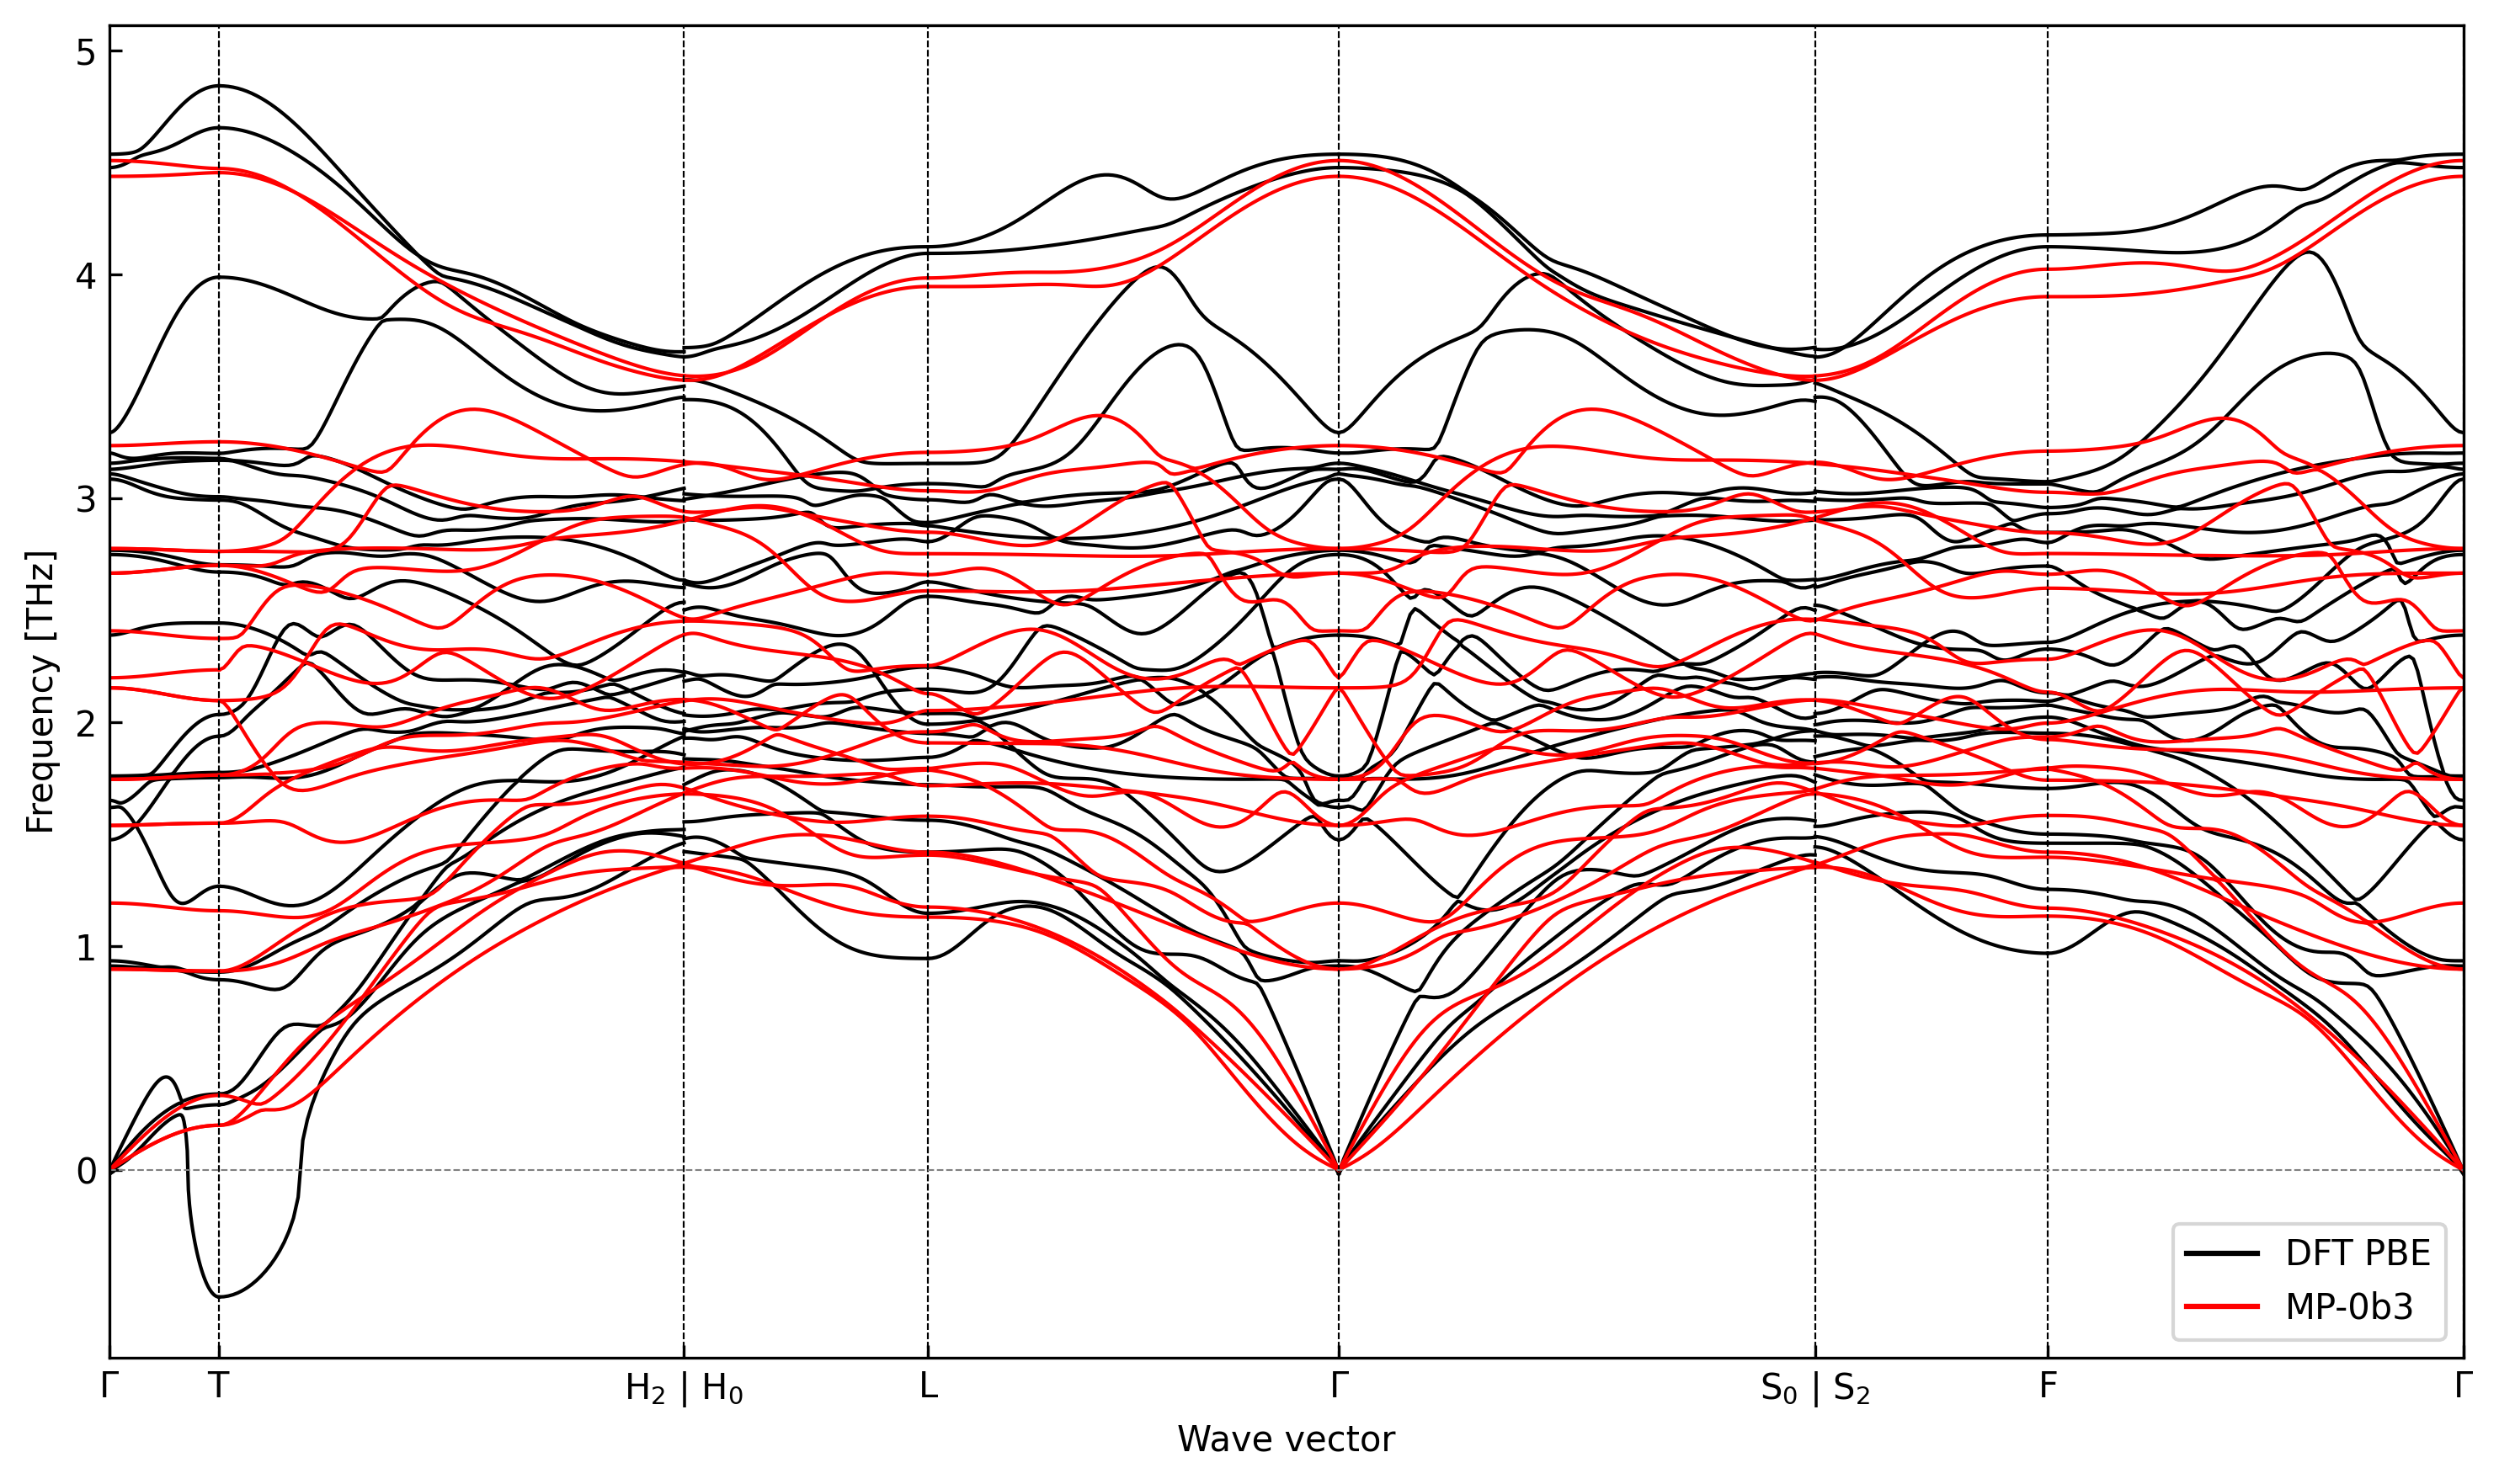 5
4
3
2
1
0
Frequency [THz]
DFT PBE
MP-0b3
Γ T H₂ | H₀ L Γ S₀ | S₂ F Γ
Wave vector